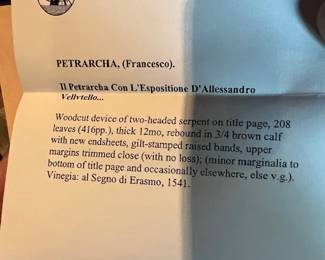 PETRARCHA, (Francesco).
Il Petrarcha Con L'Espositione D'Allessandro
Vellvtello...
Woodcut device of two-headed serpent on title page, 208
leaves (416pp.), thick 12mo, rebound in 3/4 brown calf
with new endsheets, gilt-stamped raised bands, upper
margins trimmed close (with no loss); (minor marginalia to
bottom of title page and occasionally elsewhere, else v.g.).
Vinegia: al Segno di Erasmo, 1541.